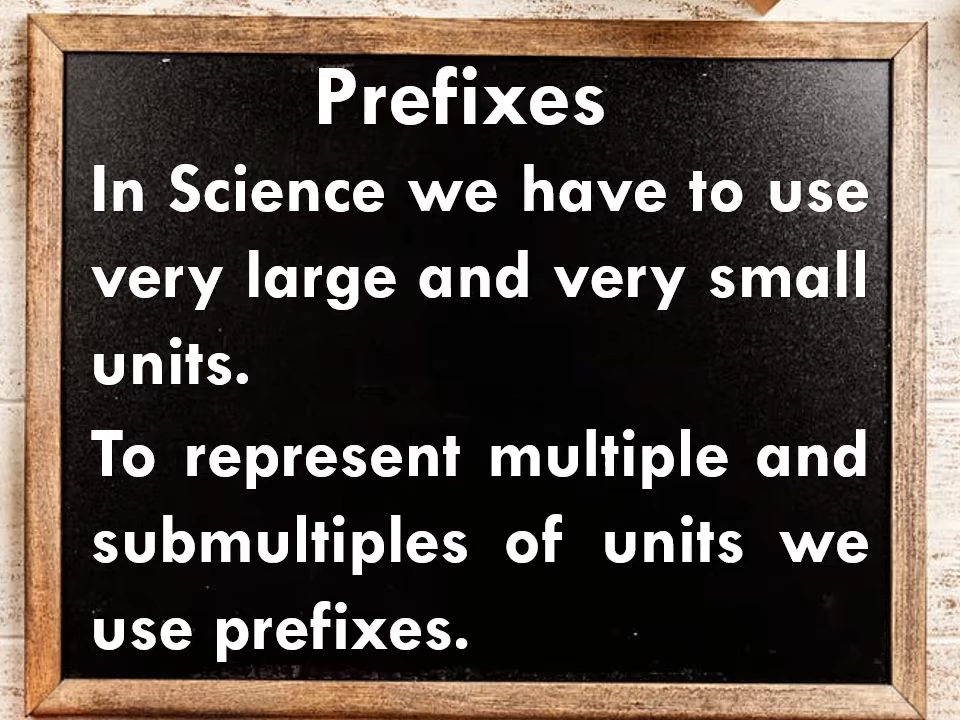 Prefixes
In Science we have to use
very large and very small
units.
To represent multiple and
submultiples of units we
use prefixes.